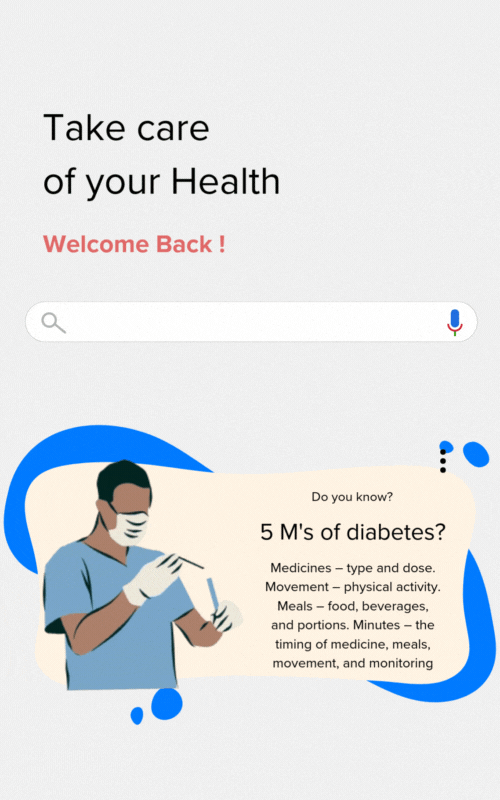 Take care
of your Health
Welcome Back !
Do you know?
5 M's of diabetes?
Medicines – type and dose.
Movement – physical activity.
Meals – food, beverages,
and portions. Minutes – the
timing of medicine, meals,
movement, and monitoring